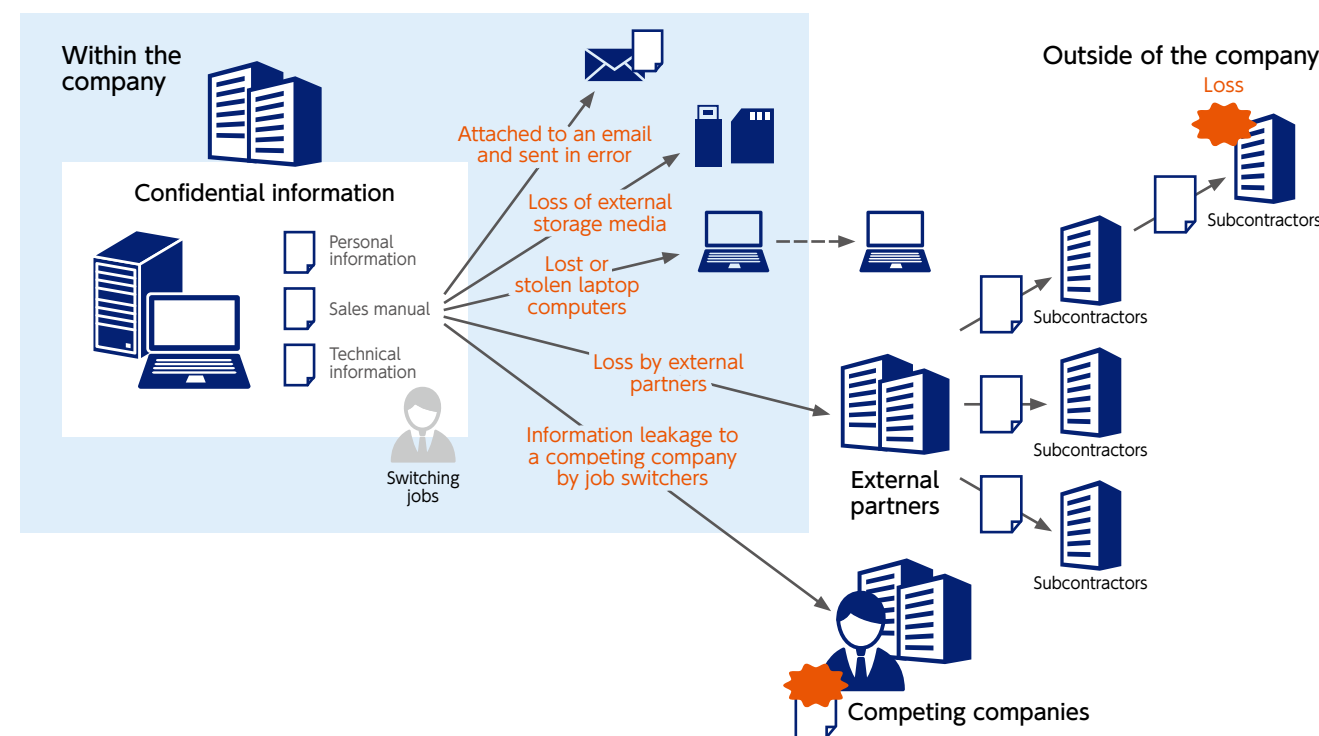 Within the
company
Confidential information
Personal
information
Sales manual
Technical
information
Switching
jobs
Attached to an email
and sent in error
Loss of external
storage media
Lost or
stolen laptop
computers
Loss by external
partners
Information leakage to
a competing company
by job switchers
Outside of the company
Loss
Subcontractors
Subcontractors
Subcontractors
Subcontractors
External
partners
Competing companies